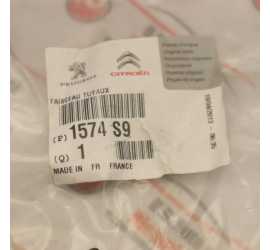 PEUGEOT
CITROËN
FAISCEAU TUYAUX
(P) 1574 S9
(Q) 1
MADE IN FR FRANCE